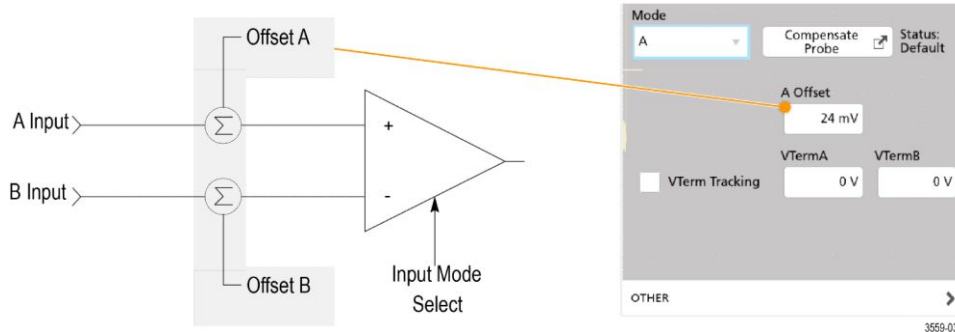 Offset A
A Input
B Input
+
-
Σ
Σ
Offset B
Input Mode
Select
Mode
A
Compensate
Probe
Status:
Default
A Offset
24 mV
VTermA
VTermB
VTerm Tracking
0 V
0 V
OTHER